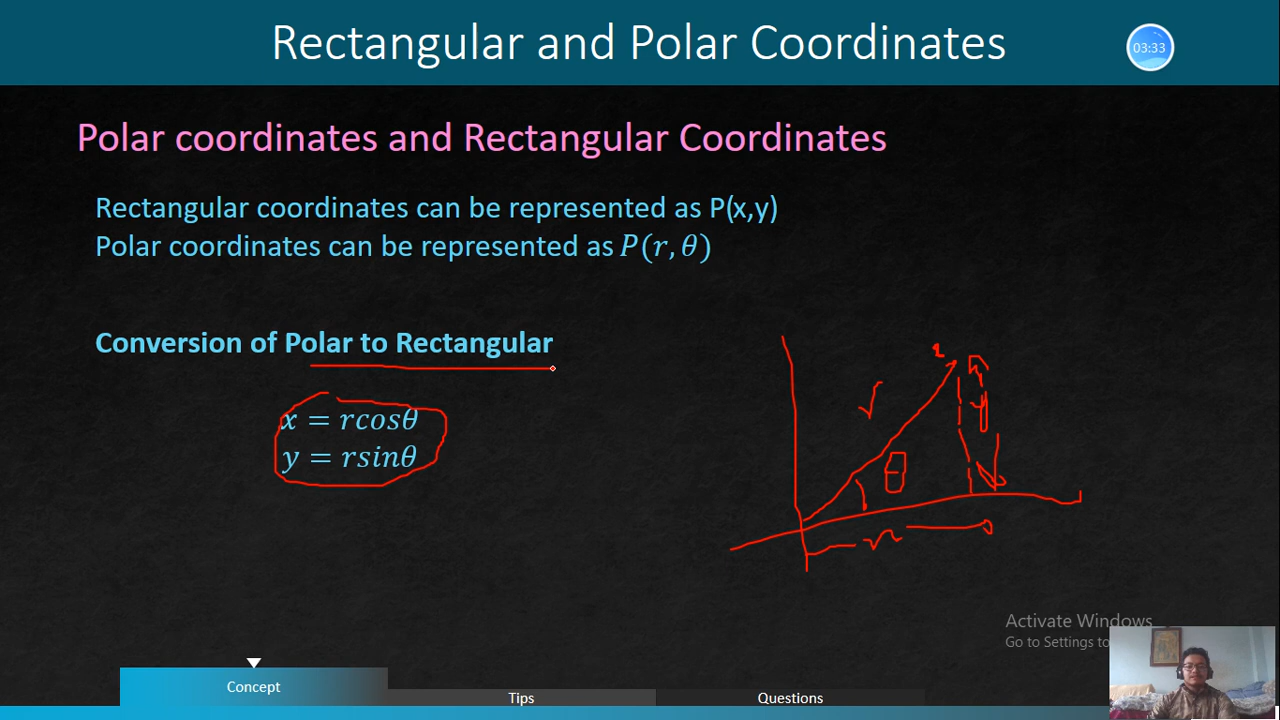 Rectangular and Polar Coordinates
03:33
Polar coordinates and Rectangular Coordinates
Rectangular coordinates can be represented as P(x,y)
Polar coordinates can be represented as P(r,θ)
Conversion of Polar to Rectangular
x = rcosθ
y = rsinθ
y
θ
Activate Windows
Go to Settings to
Concept
Tips
Questions